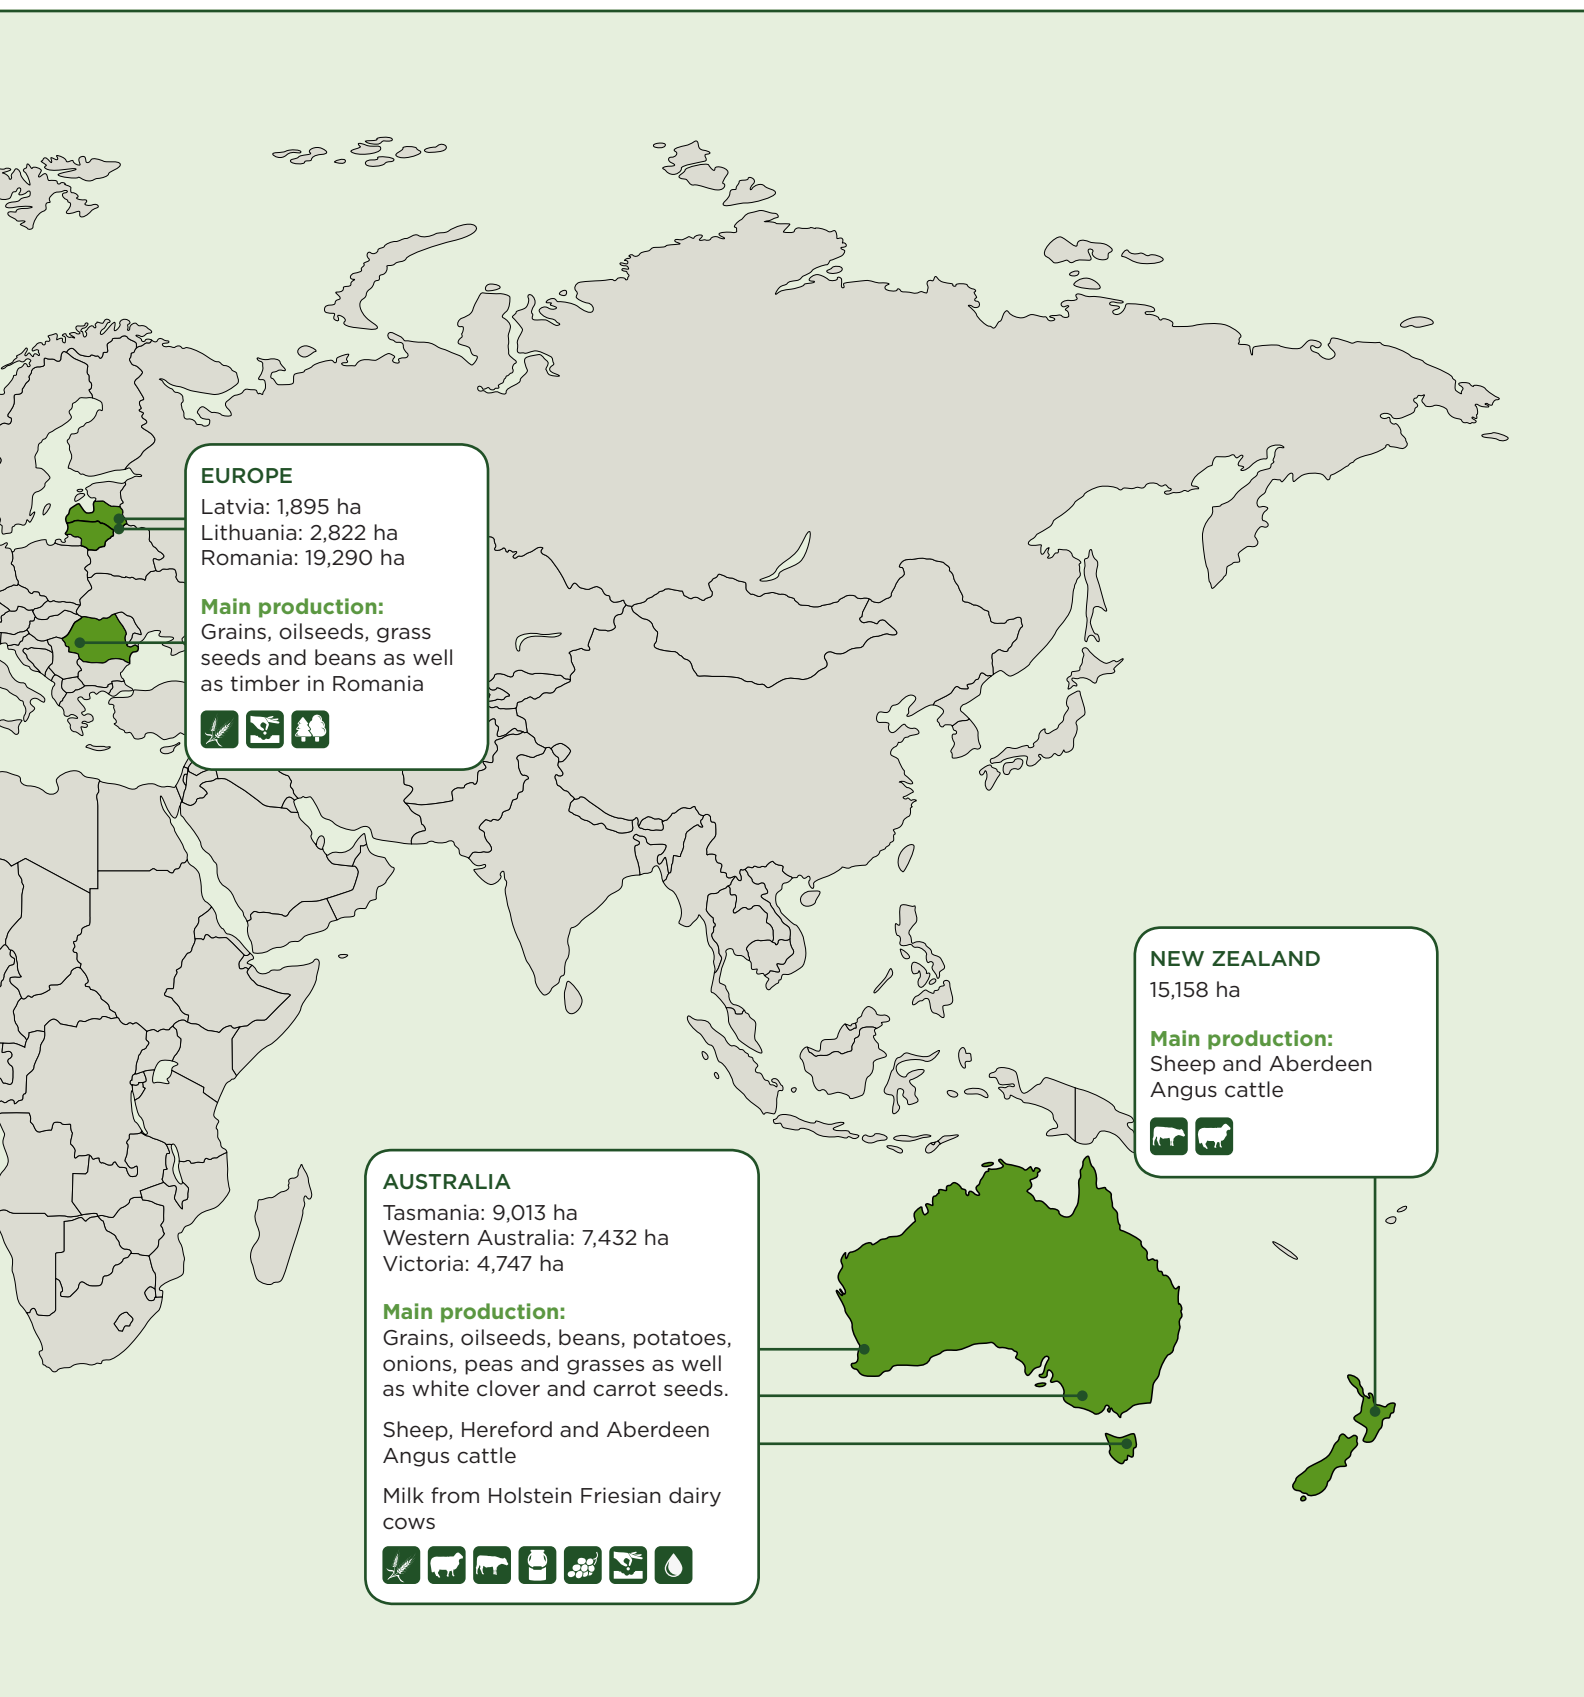 EUROPE
Latvia: 1,895 ha
Lithuania: 2,822 ha
Romania: 19,290 ha
Main production:
Grains, oilseeds, grass
seeds and beans as well
as timber in Romania
NEW ZEALAND
15,158 ha
Main production:
Sheep and Aberdeen
Angus cattle
AUSTRALIA
Tasmania: 9,013 ha
Western Australia: 7,432 ha
Victoria: 4,747 ha
Main production:
Grains, oilseeds, beans, potatoes,
onions, peas and grasses as well
as white clover and carrot seeds.
Sheep, Hereford and Aberdeen
Angus cattle
Milk from Holstein Friesian dairy
cows